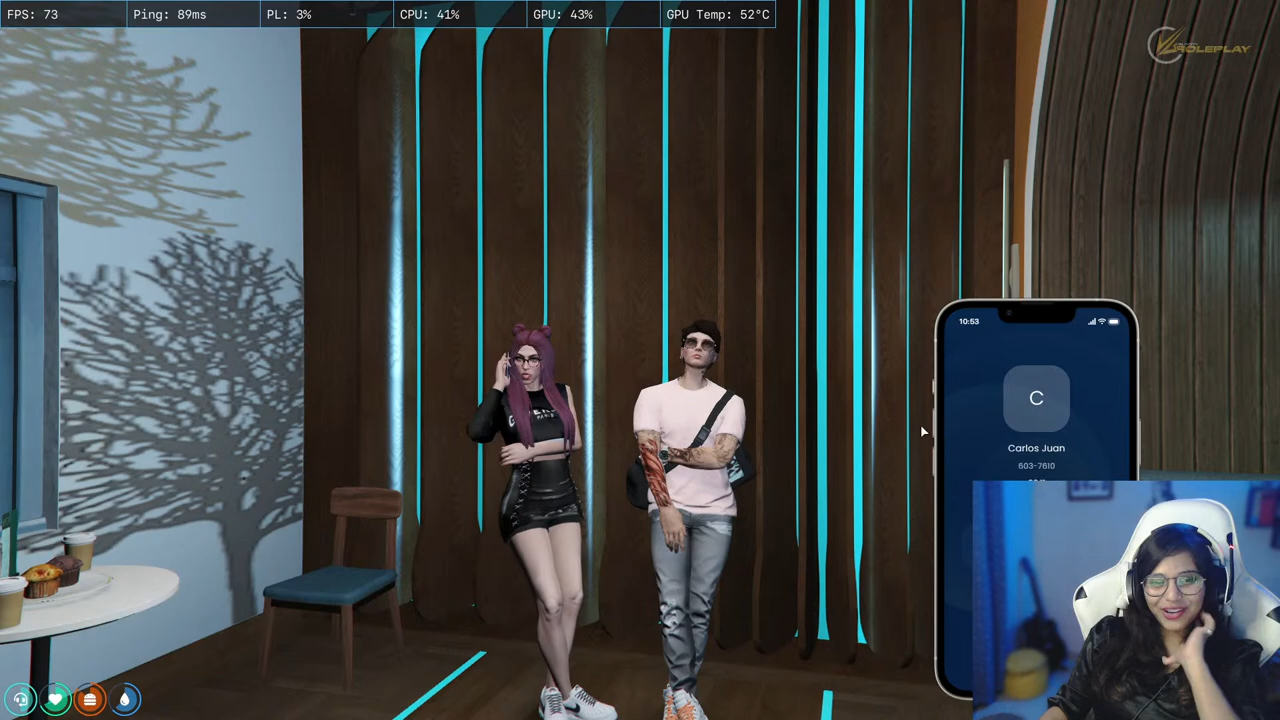 FPS: 73
Ping: 89ms
PL: 3%
CPU: 41%
GPU: 43%
GPU Temp: 52°C
ROLEPLAY
10:53
C
Carlos Juan
603-7610